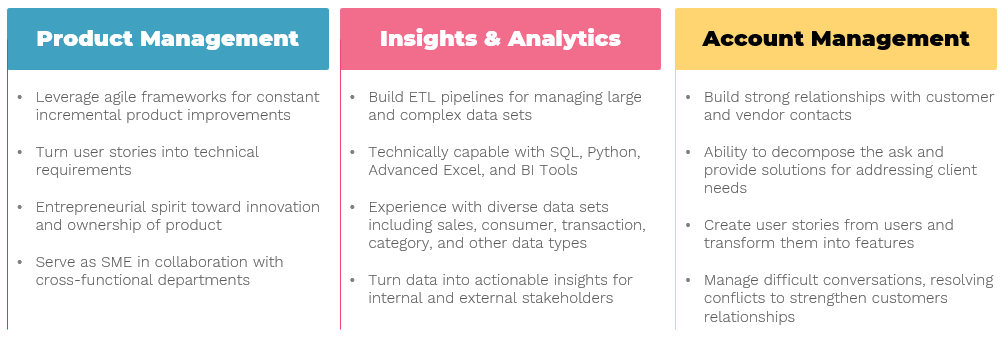 Product Management
• Leverage agile frameworks for constant
incremental product improvements
• Turn user stories into technical
requirements
• Entrepreneurial spirit toward innovation
and ownership of product
• Serve as SME in collaboration with
cross-functional departments
Insights & Analytics
• Build ETL pipelines for managing large
and complex data sets
• Technically capable with SQL, Python,
Advanced Excel, and BI Tools
• Experience with diverse data sets
including sales, consumer, transaction,
category, and other data types
• Turn data into actionable insights for
internal and external stakeholders
Account Management
• Build strong relationships with customer
and vendor contacts
• Ability to decompose the ask and
provide solutions for addressing client
needs
• Create user stories from users and
transform them into features
• Manage difficult conversations, resolving
conflicts to strengthen customers
relationships